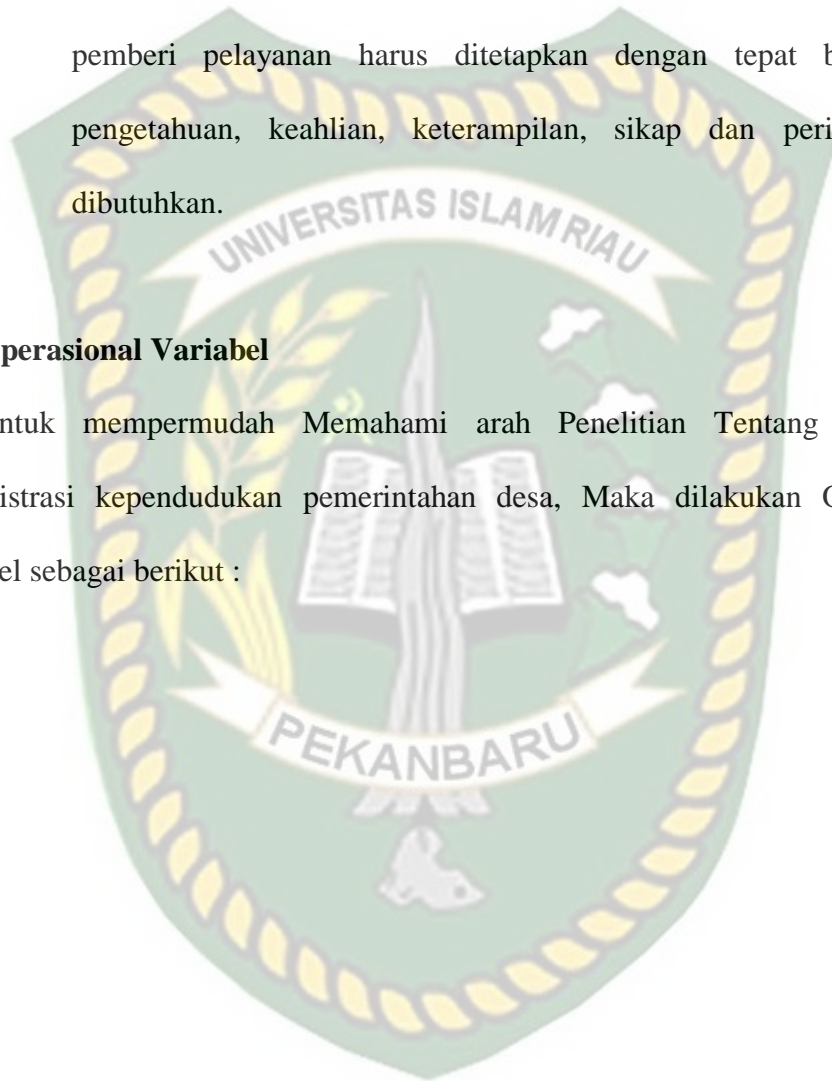 pemberi pelayanan harus ditetapkan dengan tepat b
pengetahuan, keahlian, keterampilan, sikap dan peri
dibutuhkan.
UNIVERSITAS ISLAM RIAU
perasional Variabel
ntuk mempermudah Memahami arah Penelitian Tentang
istrasi kependudukan pemerintahan desa, Maka dilakukan
el sebagai berikut :
PEKANBARU